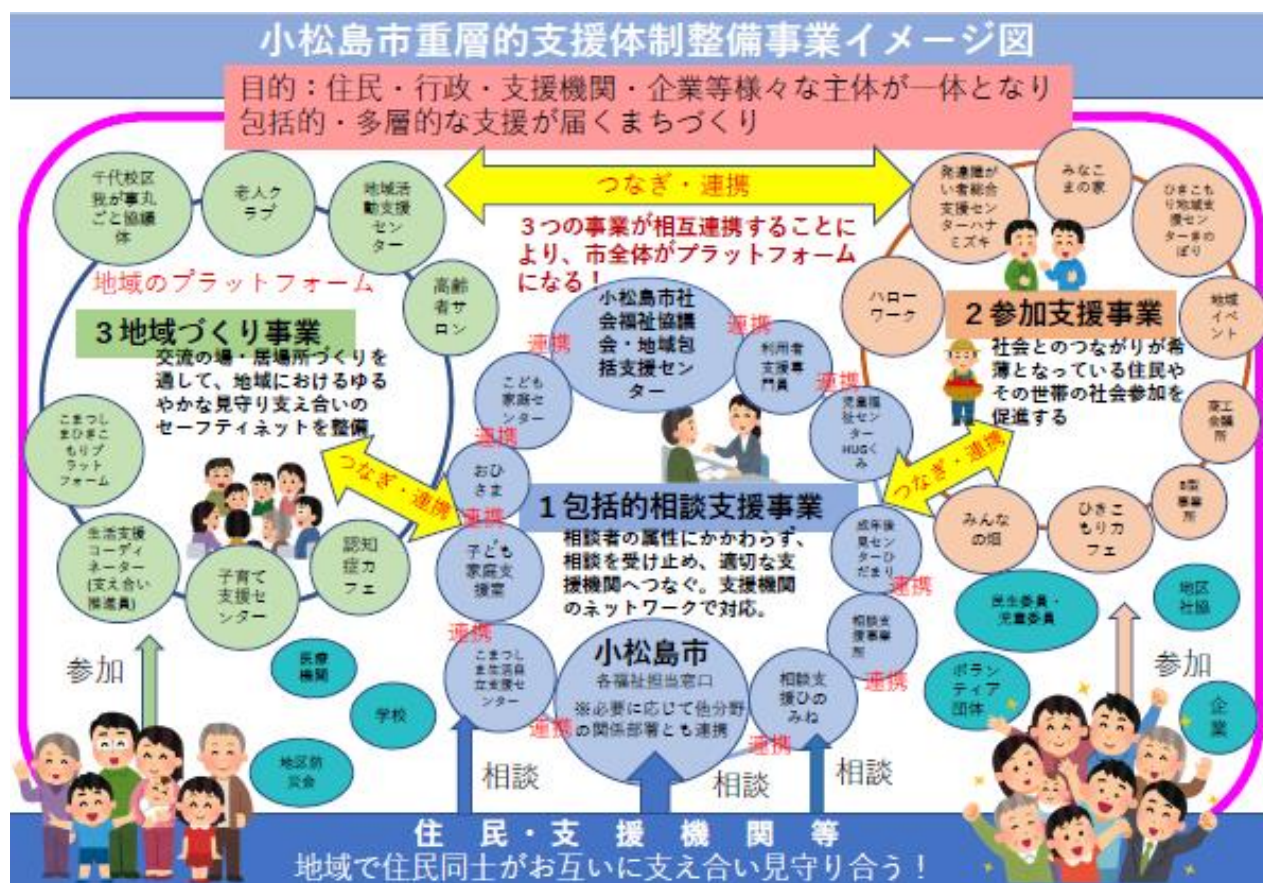 小松島市重層的支援体制整備事業イメージ図
目的：住民・行政・支援機関・企業等様々な主体が一体となり
包括的・多層的な支援が届くまちづくり
つなぎ・連携
3つの事業が相互連携することに
より、市全体がプラットフォーム
になる！
千代校区
我が事丸
ごと協議
体
老人ク
ラブ
地域活
動支援
セン
ター
高齢
者サ
ロン
地域のプラットフォーム
3 地域づくり事業
交流の場・居場所づくりを
通して、地域におけるゆる
やかな見守り支え合いの
セーフティネットを整備
こまつし
まひきこ
もりプ
ラット
フォーム
生活支援
コーディ
ネーター
(支え合い
推進員)
子育て
支援セ
ンター
認知
症カ
フェ
つなぎ・連携
小松島市社
会福祉協議
会・地域包
括支援セン
ター
連携
連携
こども
家庭セ
ンター
利用者
支援専
門員
連携
児童福
祉セン
ター
HUGく
み
連携
おひ
さま
連携
1 包括的相談支援事業
相談者の属性にかかわらず、
相談を受け止め、適切な支
援機関へつなぐ。支援機関
のネットワークで対応。
子ども
家庭支
援室
成年後
見セン
ターひ
だまり
連携
連携
こまつし
ま生活自
立支援セ
ンター
相談支
援事業
所
連携
小松島市
各福祉担当窓口
※必要に応じて他分野
の関係部署とも連携
相談支
援ひの
みね
連携
連携
発達障が
い者総合
支援セン
ターハナ
ミズキ
みなこ
まの家
ひきこも
り地域支
援セン
ターきの
ぼり
ハロー
ワーク
2 参加支援事業
社会とのつながりが希
薄となっている住民や
その世帯の社会参加を
促進する
地域
イベ
ント
商工
会議
所
B型
事業
所
つなぎ・連携
みんな
の畑
ひきこ
もりカ
フェ
民生委員・
児童委員
地区
社協
ボラン
ティア
団体
企
業
参加
参加
医療
機関
学校
地区防
災会
相談
相談
相談
住民・支援機関等
地域で住民同士がお互いに支え合い見守り合う！